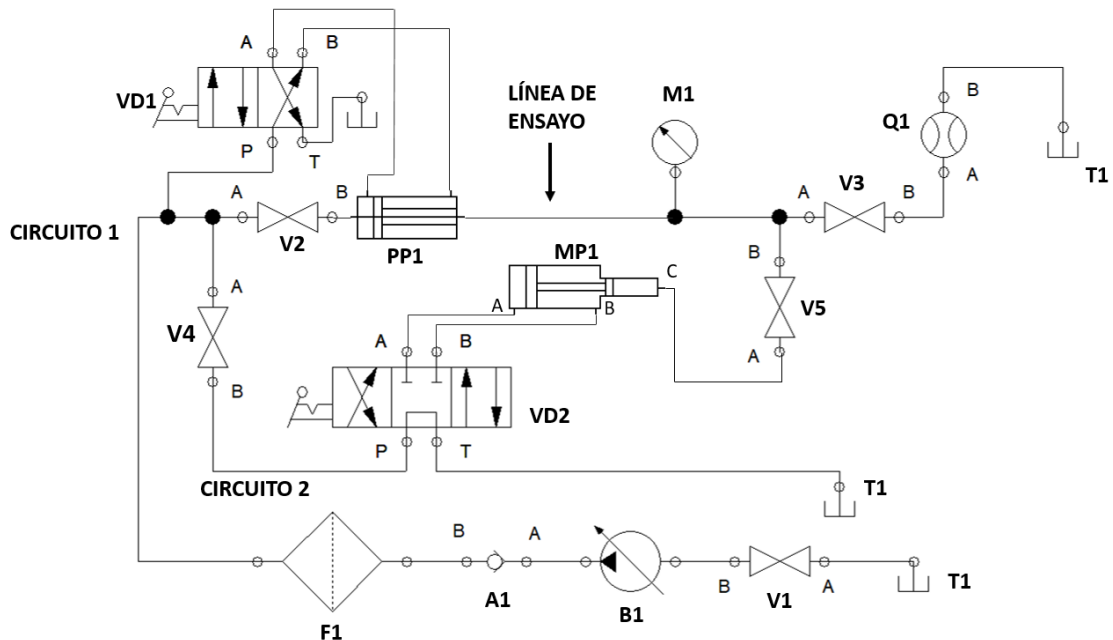 A
B
VD1
P
T
LÍNEA DE
ENSAYO
M1
B
Q1
A
T1
CIRCUITO 1
A
V2
B
PP1
A
V3
B
MP1
C
A
B
B
V5
A
A
V4
B
A
B
VD2
P
T
CIRCUITO 2
T1
B
A1
A
B1
B
V1
A
T1
F1